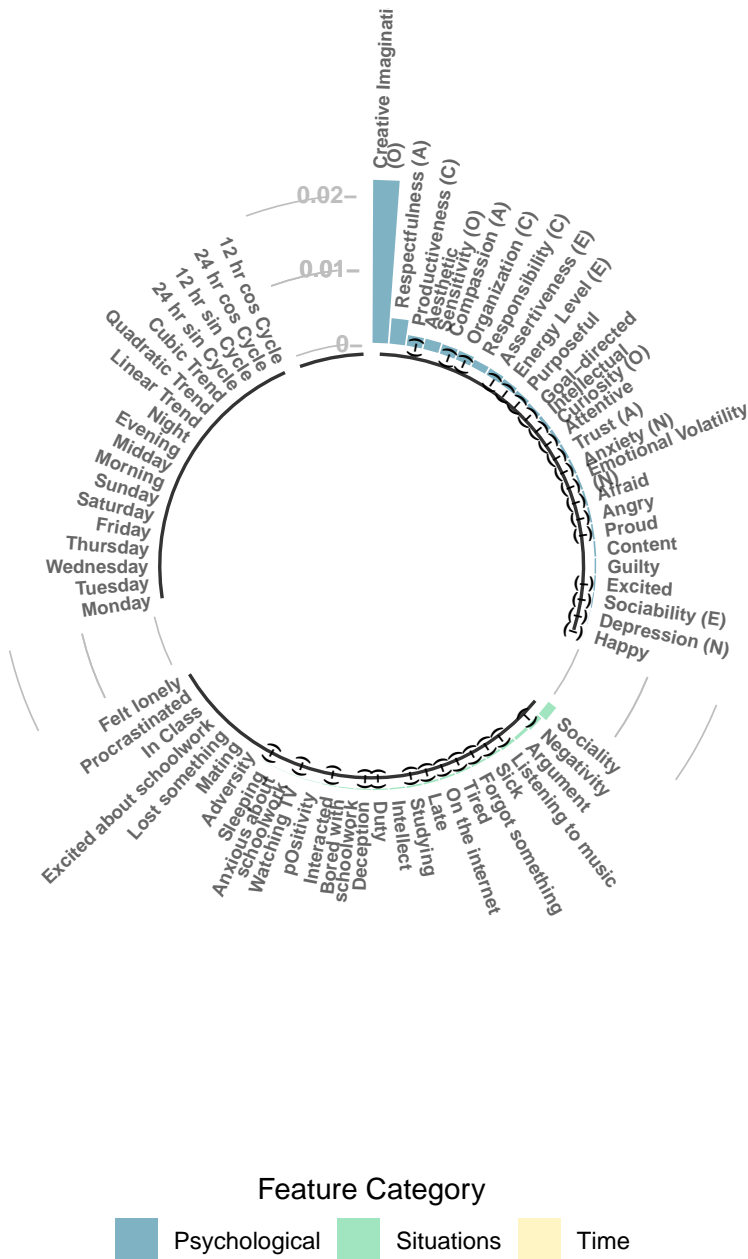 Creative Imaginati
(O)
Respectfulness (A)
Productiveness (C)
Aesthetic
Sensitivity (O)
Compassion (A)
Organization (C)
Responsibility (C)
Assertiveness (E)
Energy Level (E)
Purposeful
Goal−directed
Intellectual
Curiosity (O)
Attentive
Trust (A)
Anxiety (N)
Emotional Volatility
(N)
Afraid
Angry
Proud
Content
Guilty
Excited
Sociability (E)
Depression (N)
Happy
Sociality
Negativity
Argument
Listening to music
Sick
Forgot something
Tired
On the internet
Late
Studying
Intellect
Duty
Deception
Bored with
schoolwork
Interacted
pOsitivity
Watching TV
Anxious about
schoolwork
Sleeping
Adversity
Mating
Lost something
Excited about schoolwork
In Class
Procrastinated
Felt lonely
Monday
Tuesday
Wednesday
Thursday
Friday
Saturday
Sunday
Morning
Midday
Evening
Night
Linear Trend
Quadratic Trend
Cubic Trend
24 hr sin Cycle
12 hr sin Cycle
24 hr cos Cycle
12 hr cos Cycle
0.02
0.01
0
Feature Category
Psychological
Situations
Time